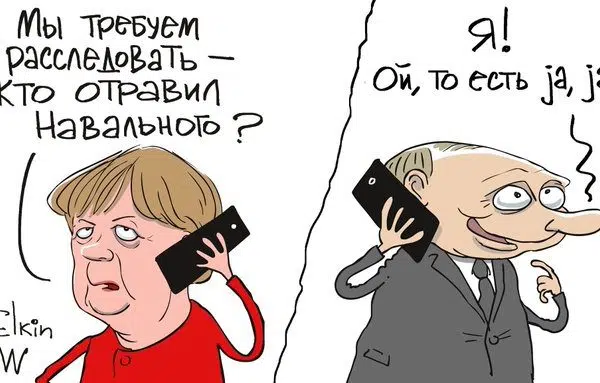 Мы требуем
расследовать –
кто отравил
Навального?
Я!
Ой, то есть ja, ja
Elkin
W